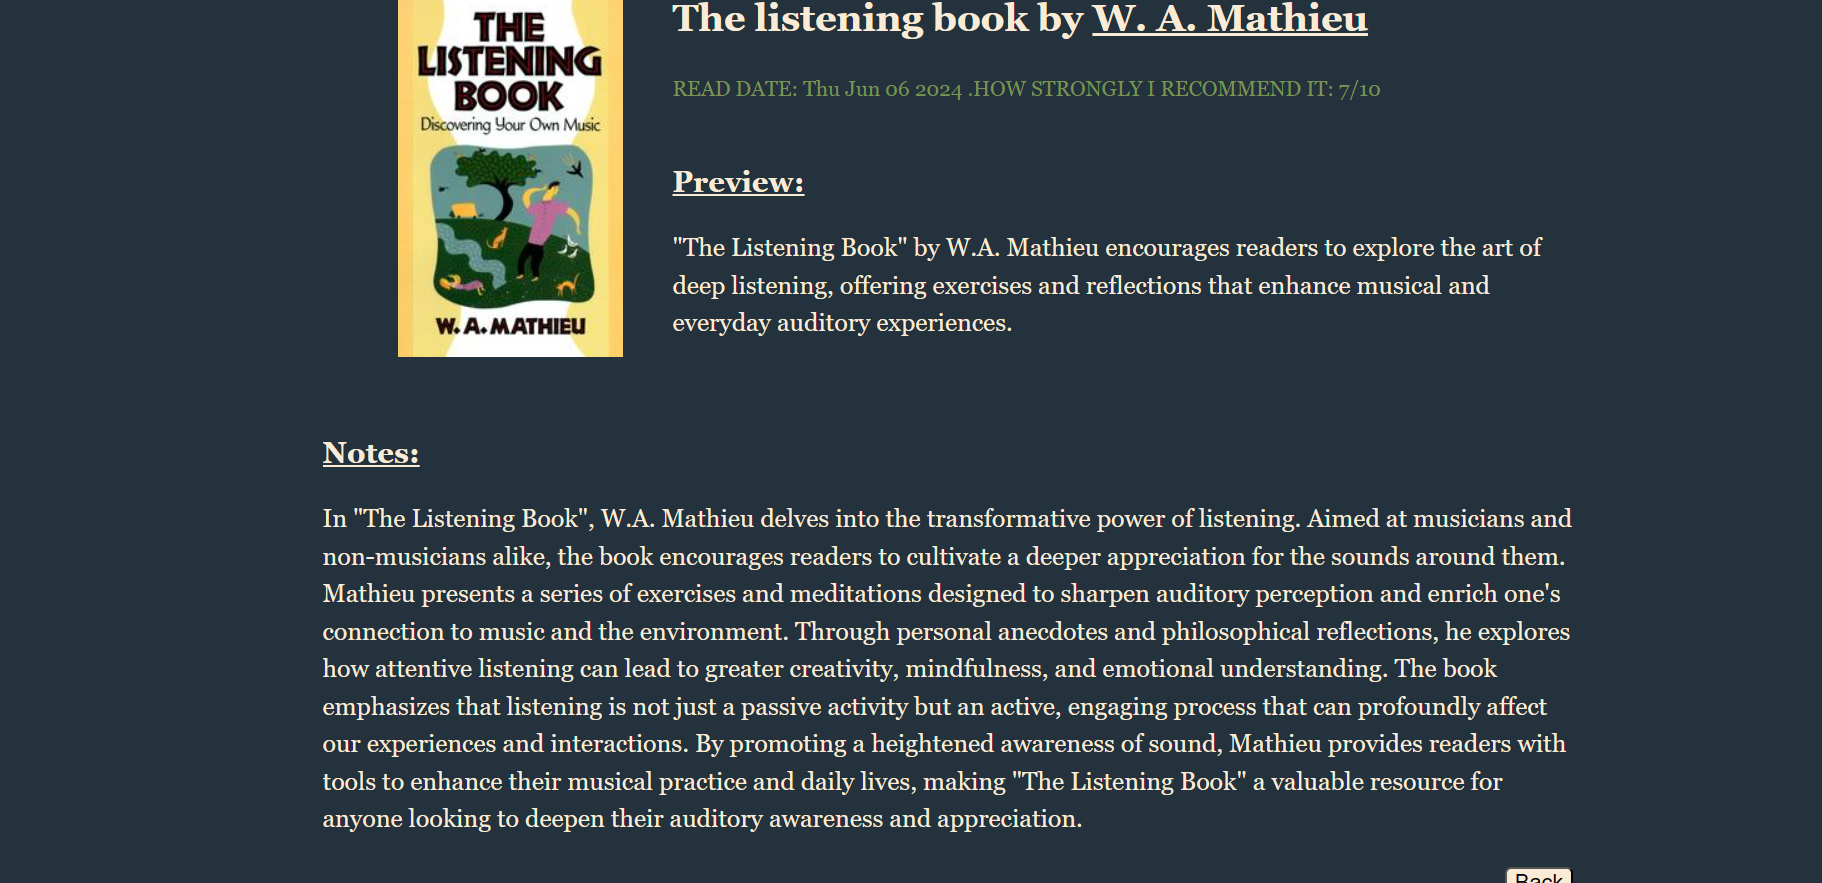 THE
LISTENING
BOOK
Discovering Your Own Music
W. A. MATHIEU
The listening book by W. A. Mathieu
READ DATE: Thu Jun 06 2024 .HOW STRONGLY I RECOMMEND IT: 7/10
Preview:
"The Listening Book" by W.A. Mathieu encourages readers to explore the art of
deep listening, offering exercises and reflections that enhance musical and
everyday auditory experiences.
Notes:
In "The Listening Book", W.A. Mathieu delves into the transformative power of listening. Aimed at musicians and
non-musicians alike, the book encourages readers to cultivate a deeper appreciation for the sounds around them.
Mathieu presents a series of exercises and meditations designed to sharpen auditory perception and enrich one's
connection to music and the environment. Through personal anecdotes and philosophical reflections, he explores
how attentive listening can lead to greater creativity, mindfulness, and emotional understanding. The book
emphasizes that listening is not just a passive activity but an active, engaging process that can profoundly affect
our experiences and interactions. By promoting a heightened awareness of sound, Mathieu provides readers with
tools to enhance their musical practice and daily lives, making "The Listening Book" a valuable resource for
anyone looking to deepen their auditory awareness and appreciation.
Back